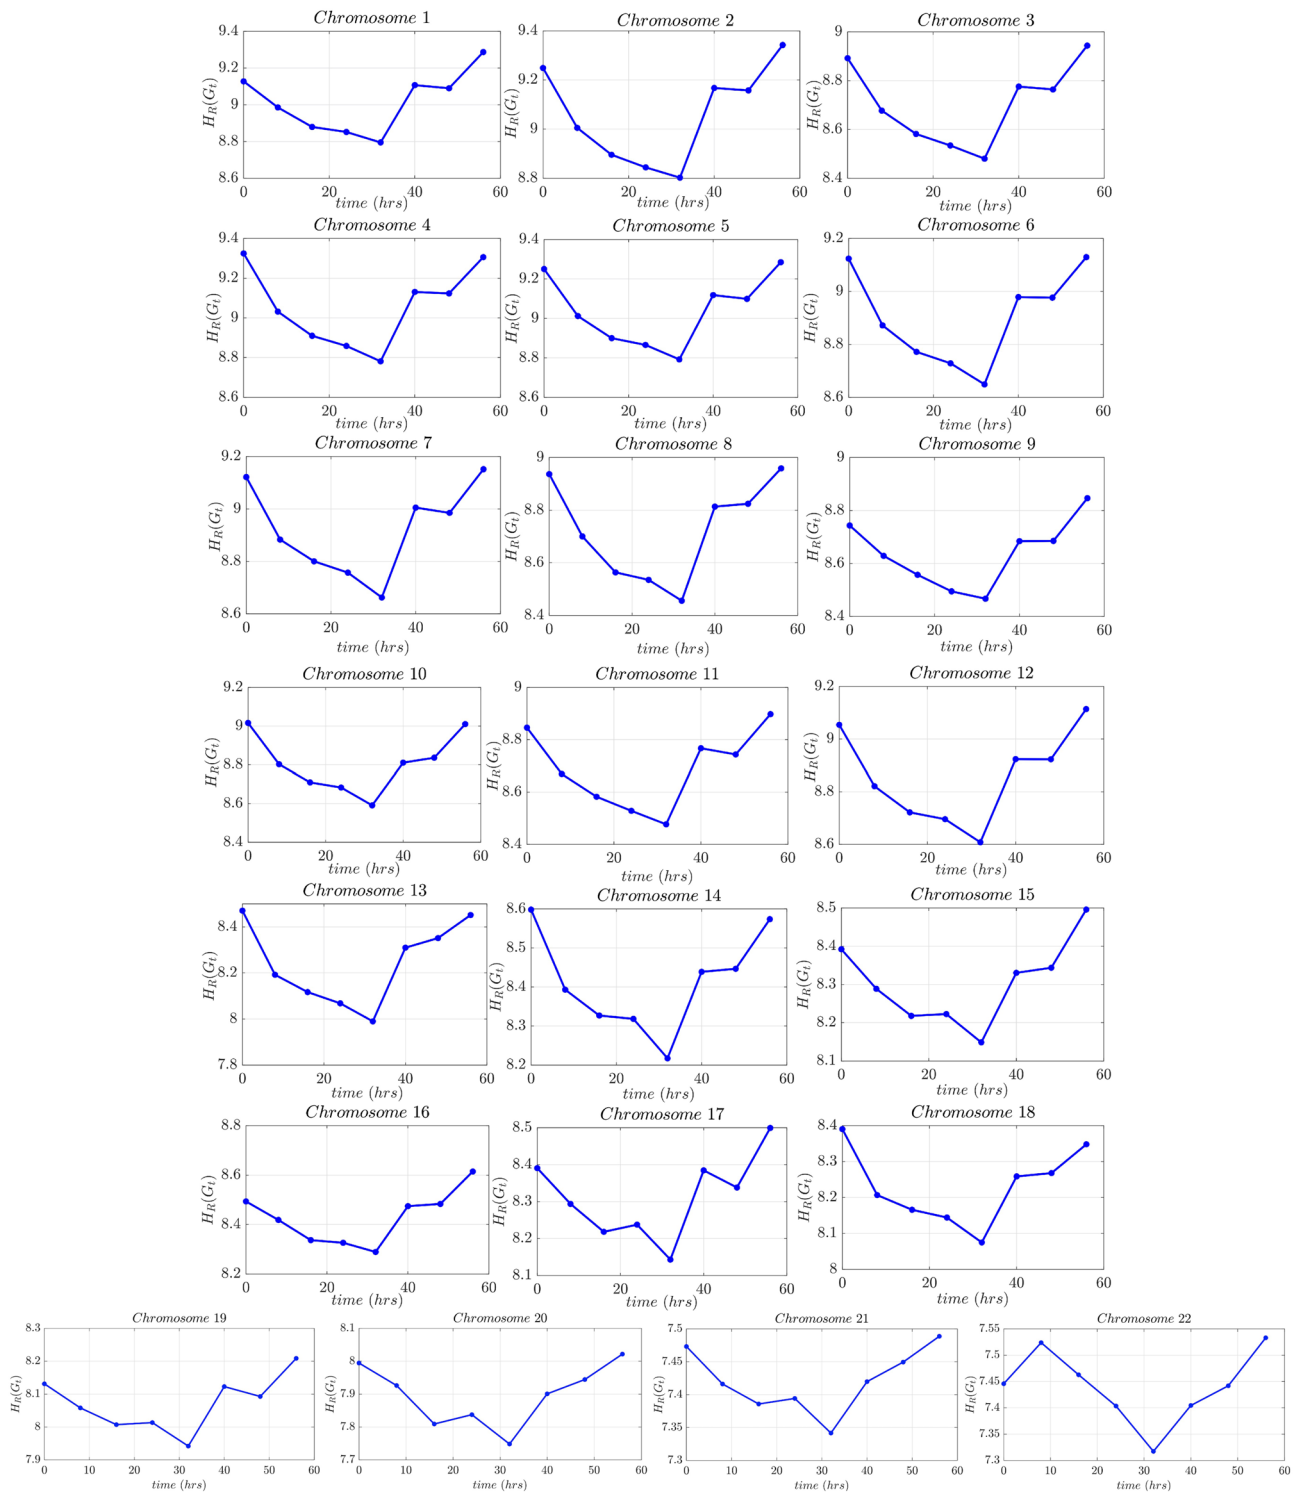 Chromosome 1
9.4
9.2
9
8.8
8.6
0 20 40 60
H_R(G_t)
time (hrs)
Chromosome 2
9.4
9.2
9
8.8
0 20 40 60
H_R(G_t)
time (hrs)
Chromosome 3
9
8.8
8.6
8.4
0 20 40 60
H_R(G_t)
time (hrs)
Chromosome 4
9.4
9.2
9
8.8
8.6
0 20 40 60
H_R(G_t)
time (hrs)
Chromosome 5
9.4
9.2
9
8.8
8.6
0 20 40 60
H_R(G_t)
time (hrs)
Chromosome 6
9.2
9
8.8
8.6
0 20 40 60
H_R(G_t)
time (hrs)
Chromosome 7
9.2
9
8.8
8.6
0 20 40 60
H_R(G_t)
time (hrs)
Chromosome 8
9
8.8
8.6
8.4
0 20 40 60
H_R(G_t)
time (hrs)
Chromosome 9
9
8.8
8.6
8.4
0 20 40 60
H_R(G_t)
time (hrs)
Chromosome 10
9.2
9
8.8
8.6
8.4
0 20 40 60
H_R(G_t)
time (hrs)
Chromosome 11
9
8.8
8.6
8.4
0 20 40 60
H_R(G_t)
time (hrs)
Chromosome 12
9.2
9
8.8
8.6
0 20 40 60
H_R(G_t)
time (hrs)
Chromosome 13
8.4
8.2
8
7.8
0 20 40 60
H_R(G_t)
time (hrs)
Chromosome 14
8.6
8.5
8.4
8.3
8.2
0 20 40 60
H_R(G_t)
time (hrs)
Chromosome 15
8.5
8.4
8.3
8.2
8.1
0 20 40 60
H_R(G_t)
time (hrs)
Chromosome 16
8.8
8.6
8.4
8.2
0 20 40 60
H_R(G_t)
time (hrs)
Chromosome 17
8.5
8.4
8.3
8.2
8.1
0 20 40 60
H_R(G_t)
time (hrs)
Chromosome 18
8.4
8.3
8.2
8.1
8
0 20 40 60
H_R(G_t)
time (hrs)
Chromosome 19
8.3
8.2
8.1
8
7.9
0 10 20 30 40 50 60
H_R(G_t)
time (hrs)
Chromosome 20
8.1
8
7.9
7.8
7.7
0 10 20 30 40 50 60
H_R(G_t)
time (hrs)
Chromosome 21
7.5
7.45
7.4
7.35
7.3
0 10 20 30 40 50 60
H_R(G_t)
time (hrs)
Chromosome 22
7.55
7.5
7.45
7.4
7.35
7.3
0 10 20 30 40 50 60
H_R(G_t)
time (hrs)